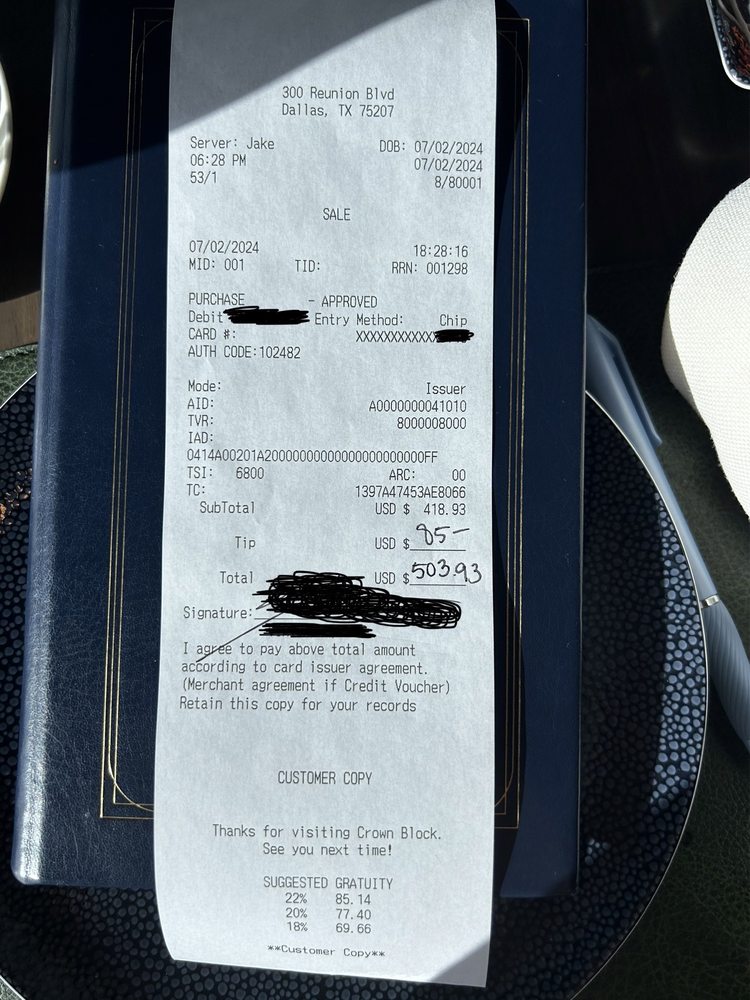 300 Reunion Blvd
Dallas, TX 75207
Server: Jake DOB: 07/02/2024
06:28 PM 07/02/2024
53/1 8/80001
SALE
07/02/2024 18:28:16
MID: 001 TID: RRN: 001298
PURCHASE - APPROVED
Debit Entry Method: Chip
CARD #: XXXXXXXXXXXX
AUTH CODE:102482
Mode: Issuer
AID: A0000000041010
TVR: 8000008000
IAD:
0414A00201A20000000000000000000000FF
TSI: 6800 ARC: 00
TC: 1397A47453AE8066
SubTotal USD $ 418.93
Tip USD $ 85-
Total USD $ 503.93
Signature:
I agree to pay above total amount
according to card issuer agreement.
(Merchant agreement if Credit Voucher)
Retain this copy for your records
CUSTOMER COPY
Thanks for visiting Crown Block.
See you next time!
SUGGESTED GRATUITY
22% 85.14
20% 77.40
18% 69.66
**Customer Copy**